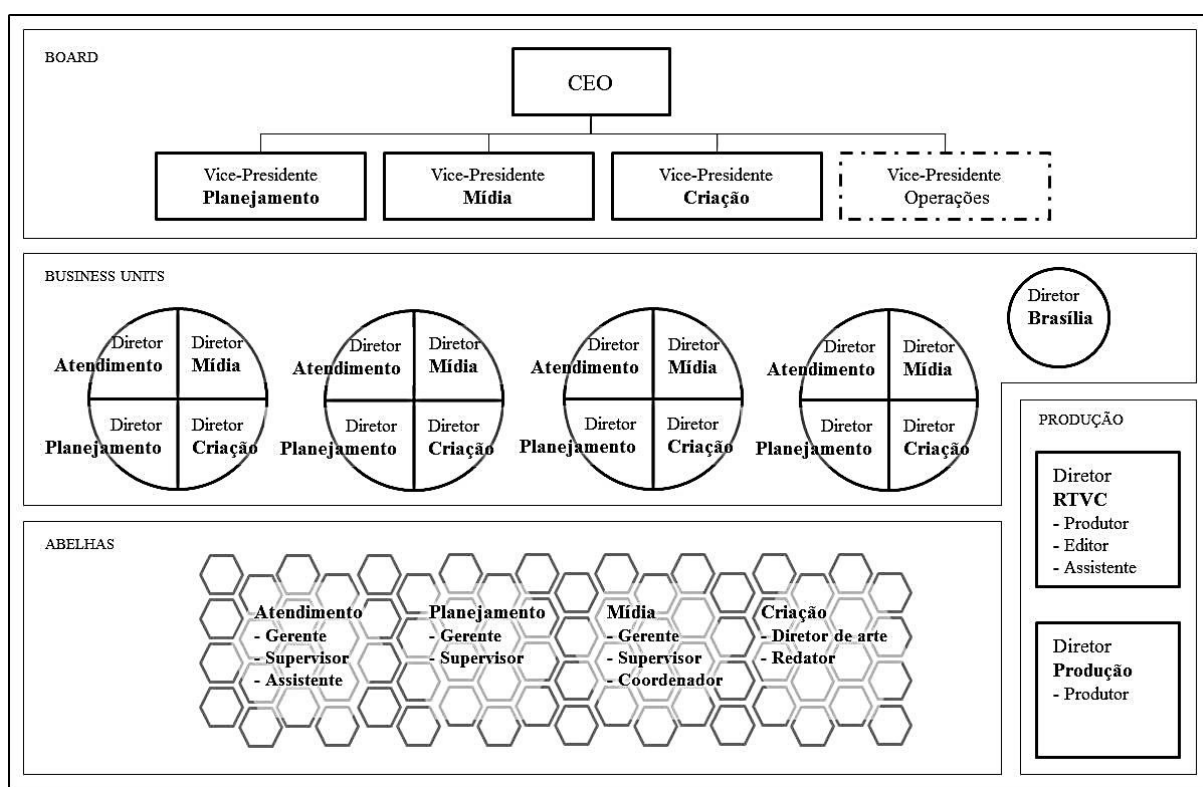 BOARD
CEO
Vice-Presidente
Planejamento
Vice-Presidente
Mídia
Vice-Presidente
Criação
Vice-Presidente
Operações
BUSINESS UNITS
Diretor
Atendimento
Diretor
Mídia
Diretor
Planejamento
Diretor
Criação
Diretor
Atendimento
Diretor
Mídia
Diretor
Planejamento
Diretor
Criação
Diretor
Atendimento
Diretor
Mídia
Diretor
Planejamento
Diretor
Criação
Diretor
Atendimento
Diretor
Mídia
Diretor
Planejamento
Diretor
Criação
Diretor
Brasília
PRODUÇÃO
Diretor
RTVC
- Produtor
- Editor
- Assistente
Diretor
Produção
- Produtor
ABELHAS
Atendimento
- Gerente
- Supervisor
- Assistente
Planejamento
- Gerente
- Supervisor
Mídia
- Gerente
- Supervisor
- Coordenador
Criação
- Diretor de arte
- Redator